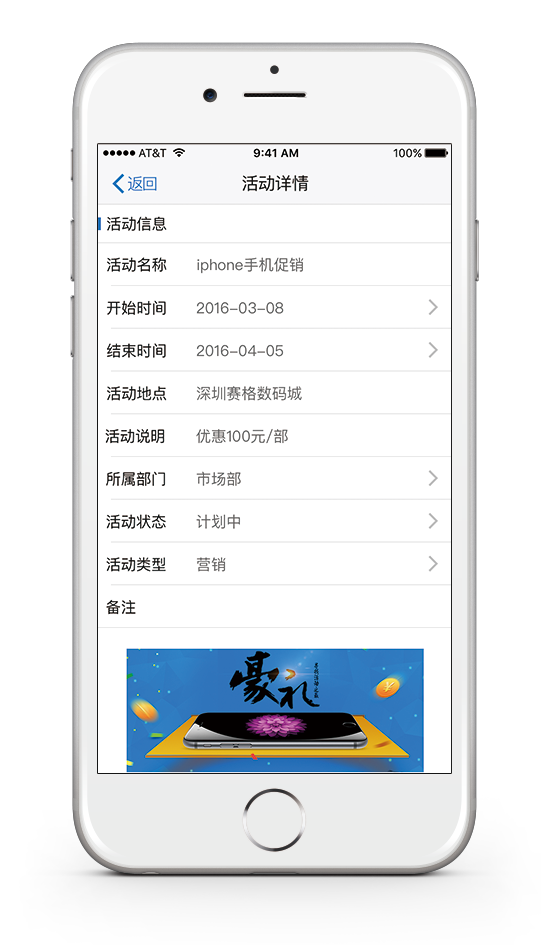 AT&T 9:41 AM 100%
返回 活动详情
活动信息
活动名称 iphone手机促销
开始时间 2016-03-08
结束时间 2016-04-05
活动地点 深圳赛格数码城
活动说明 优惠100元/部
所属部门 市场部
活动状态 计划中
活动类型 营销
备注
豪礼